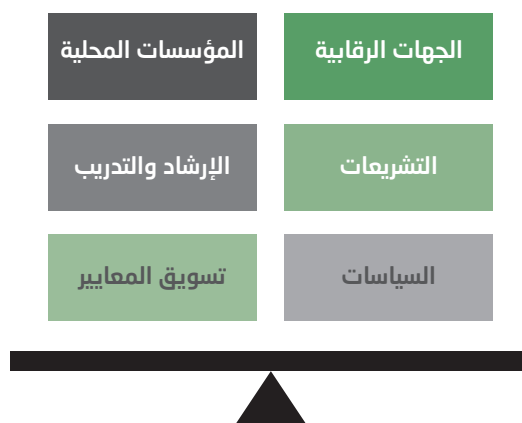 الجهات الرقابية
المؤسسات المحلية
التشريعات
الإرشاد والتدريب
السياسات
تسويق المعايير